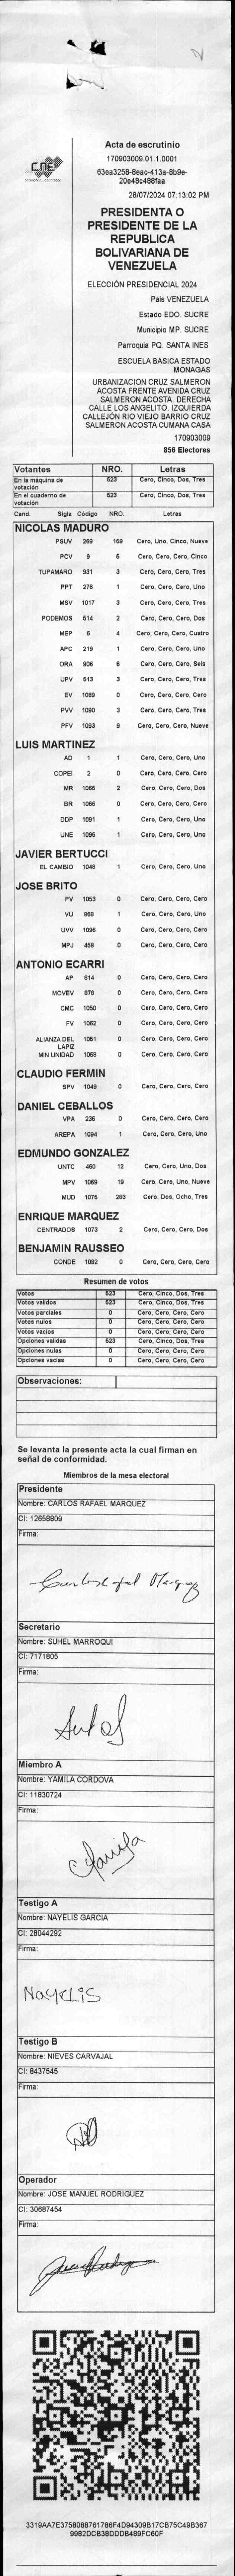 CNE
Acta de escrutinio
170903009.01.1.0001
63ea3258-8eac-413a-8b9e-
20e48c488faa
28/07/2024 07:13:02 PM
PRESIDENTA O
PRESIDENTE DE LA
REPUBLICA
BOLIVARIANA DE
VENEZUELA
ELECCIÓN PRESIDENCIAL 2024
Pais VENEZUELA
Estado EDO. SUCRE
Municipio MP. SUCRE
Parroquia PQ. SANTA INES
ESCUELA BASICA ESTADO
MONAGAS
URBANIZACION CRUZ SALMERON
ACOSTA FRENTE AVENIDA CRUZ
SALMERON ACOSTA. DERECHA
CALLE LOS ANGELITO. IZQUIERDA
CALLEJÓN RIO VIEJO BARRIO CRUZ
SALMERON ACOSTA CUMANA CASA
170903009
856 Electores
Votantes NRO. Letras
En la máquina de votación 523 Cero, Cinco, Dos, Tres
En el cuaderno de votación 523 Cero, Cinco, Dos, Tres
Cand: Sigla Código NRO. Letras
NICOLAS MADURO
PSUV 269 159 Cero, Uno, Cinco, Nueve
PCV 9 5 Cero, Cero, Cero, Cinco
TUPAMARO 931 3 Cero, Cero, Cero, Tres
PPT 276 1 Cero, Cero, Cero, Uno
MSV 1017 3 Cero, Cero, Cero, Tres
PODEMOS 514 2 Cero, Cero, Cero, Dos
MEP 6 4 Cero, Cero, Cero, Cuatro
APC 219 1 Cero, Cero, Cero, Uno
ORA 905 6 Cero, Cero, Cero, Seis
UPV 513 3 Cero, Cero, Cero, Tres
EV 1089 0 Cero, Cero, Cero, Cero
PVV 1090 3 Cero, Cero, Cero, Tres
PFV 1093 9 Cero, Cero, Cero, Nueve
LUIS MARTINEZ
AD 1 1 Cero, Cero, Cero, Uno
COPEI 2 0 Cero, Cero, Cero, Cero
MR 1065 2 Cero, Cero, Cero, Dos
BR 1066 0 Cero, Cero, Cero, Cero
DDP 1091 1 Cero, Cero, Cero, Uno
UNE 1095 1 Cero, Cero, Cero, Uno
JAVIER BERTUCCI
EL CAMBIO 1046 1 Cero, Cero, Cero, Uno
JOSE BRITO
PV 1053 0 Cero, Cero, Cero, Cero
VU 868 1 Cero, Cero, Cero, Uno
UVV 1096 0 Cero, Cero, Cero, Cero
MPJ 458 0 Cero, Cero, Cero, Cero
ANTONIO ECARRI
AP 814 0 Cero, Cero, Cero, Cero
MOVEV 878 0 Cero, Cero, Cero, Cero
CMC 1050 0 Cero, Cero, Cero, Cero
FV 1062 0 Cero, Cero, Cero, Cero
ALIANZA DEL LAPIZ 1051 0 Cero, Cero, Cero, Cero
MIN UNIDAD 1068 0 Cero, Cero, Cero, Cero
CLAUDIO FERMIN
SPV 1049 0 Cero, Cero, Cero, Cero
DANIEL CEBALLOS
VPA 236 0 Cero, Cero, Cero, Cero
AREPA 1094 1 Cero, Cero, Cero, Uno
EDMUNDO GONZALEZ
UNTC 460 12 Cero, Cero, Uno, Dos
MPV 1069 19 Cero, Cero, Uno, Nueve
MUD 1075 283 Cero, Dos, Ocho, Tres
ENRIQUE MARQUEZ
CENTRADOS 1073 2 Cero, Cero, Cero, Dos
BENJAMIN RAUSSEO
CONDE 1092 0 Cero, Cero, Cero, Cero
Resumen de votos
Votos 523 Cero, Cinco, Dos, Tres
Votos validos 523 Cero, Cinco, Dos, Tres
Votos parciales 0 Cero, Cero, Cero, Cero
Votos nulos 0 Cero, Cero, Cero, Cero
Votos vacios 0 Cero, Cero, Cero, Cero
Opciones validas 523 Cero, Cinco, Dos, Tres
Opciones nulas 0 Cero, Cero, Cero, Cero
Opciones vacias 0 Cero, Cero, Cero, Cero
Observaciones:
Se levanta la presente acta la cual firman en
señal de conformidad.
Miembros de la mesa electoral
Presidente
Nombre: CARLOS RAFAEL MARQUEZ
CI: 12658809
Firma:
Secretario
Nombre: SUHEL MARROQUI
CI: 7171805
Firma:
Miembro A
Nombre: YAMILA CORDOVA
CI: 11830724
Firma:
Yamila
Testigo A
Nombre: NAYELIS GARCIA
CI: 28044292
Firma:
NAYELIS
Testigo B
Nombre: NIEVES CARVAJAL
CI: 8437545
Firma:
Operador
Nombre: JOSE MANUEL RODRIGUEZ
CI: 30687454
Firma:
3319AA7E3758088761786F4D94309B17CB75C49B367
9982DCB38DDDB489FC60F